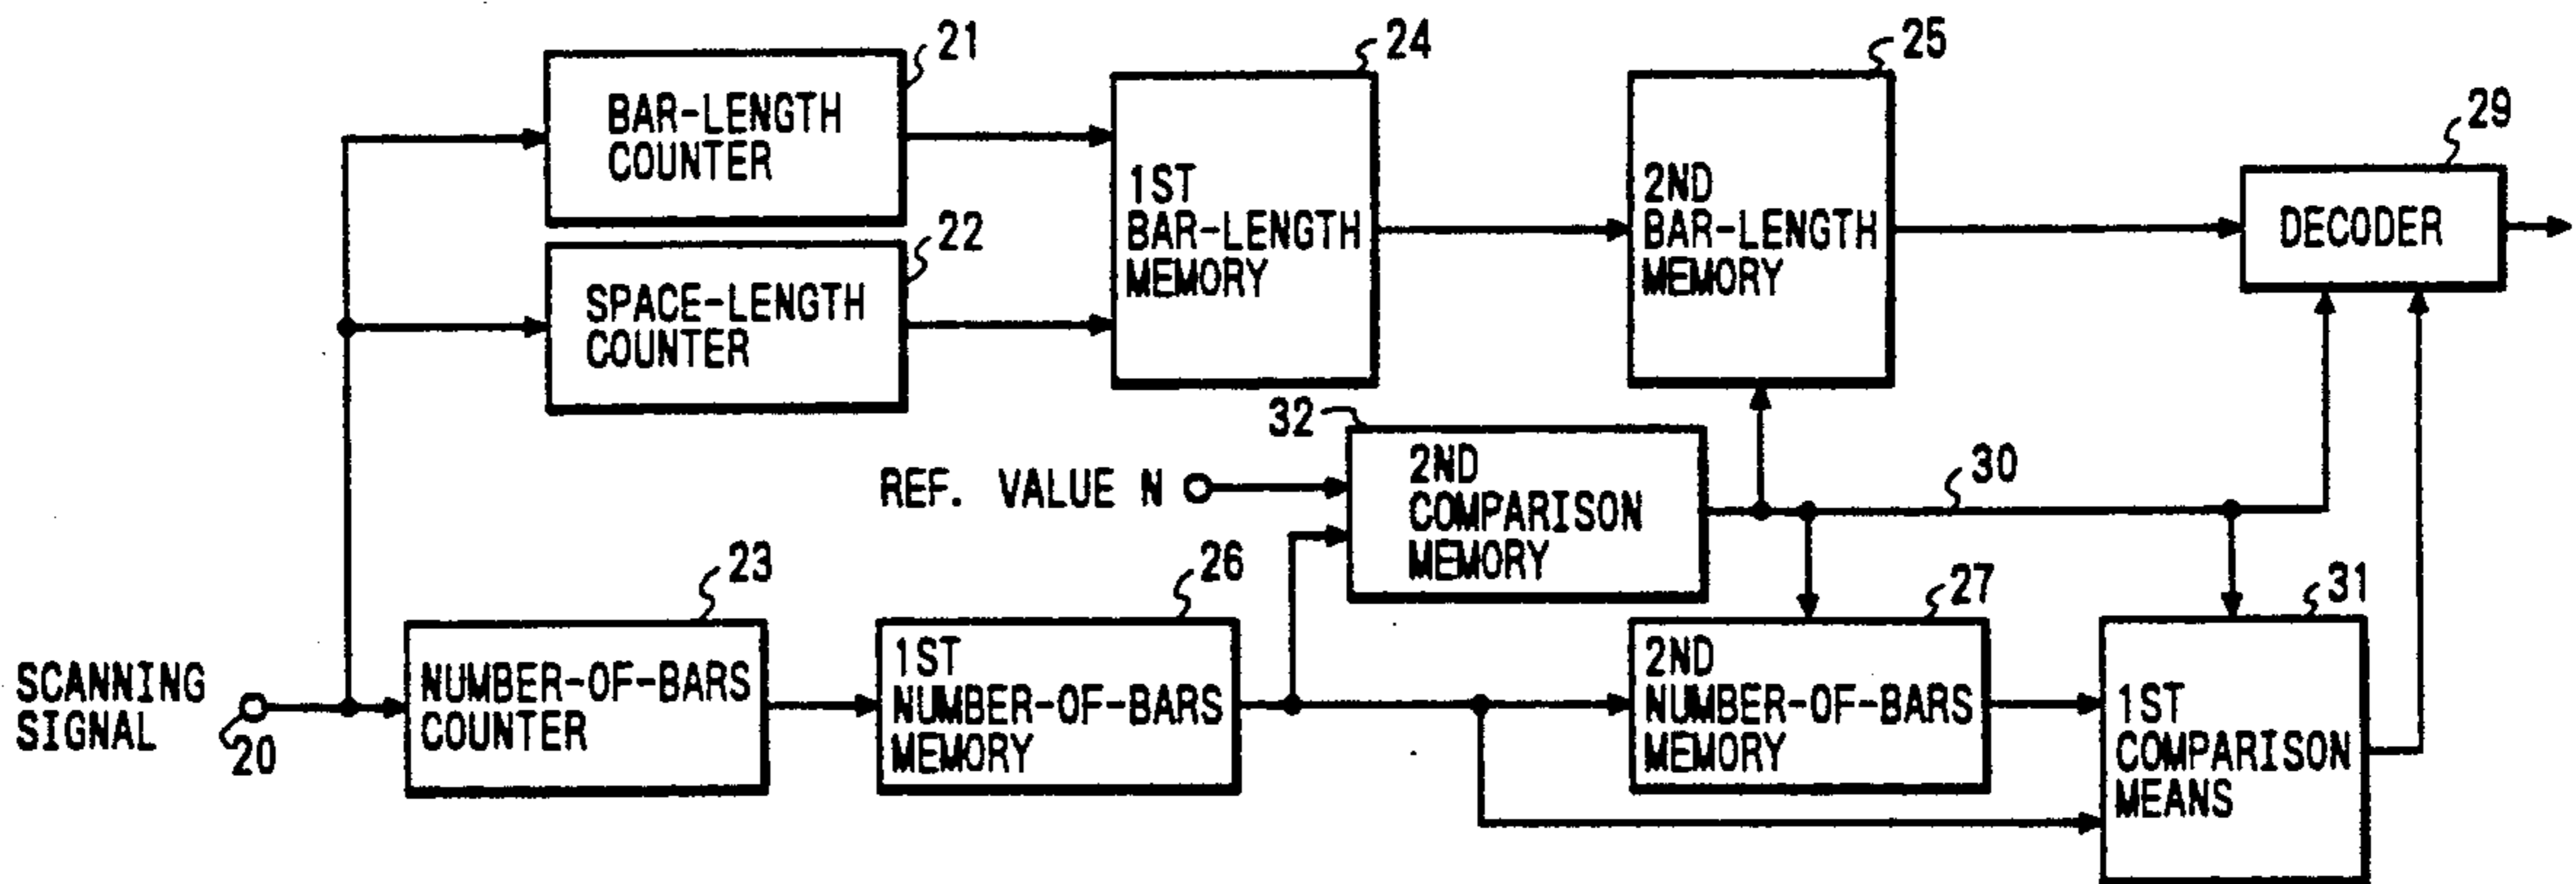 21
BAR-LENGTH
COUNTER
22
SPACE-LENGTH
COUNTER
24
1ST
BAR-LENGTH
MEMORY
25
2ND
BAR-LENGTH
MEMORY
29
DECODER
32
REF. VALUE N
2ND
COMPARISON
MEMORY
30
SCANNING
SIGNAL
20
23
NUMBER-OF-BARS
COUNTER
26
1ST
NUMBER-OF-BARS
MEMORY
27
2ND
NUMBER-OF-BARS
MEMORY
31
1ST
COMPARISON
MEANS